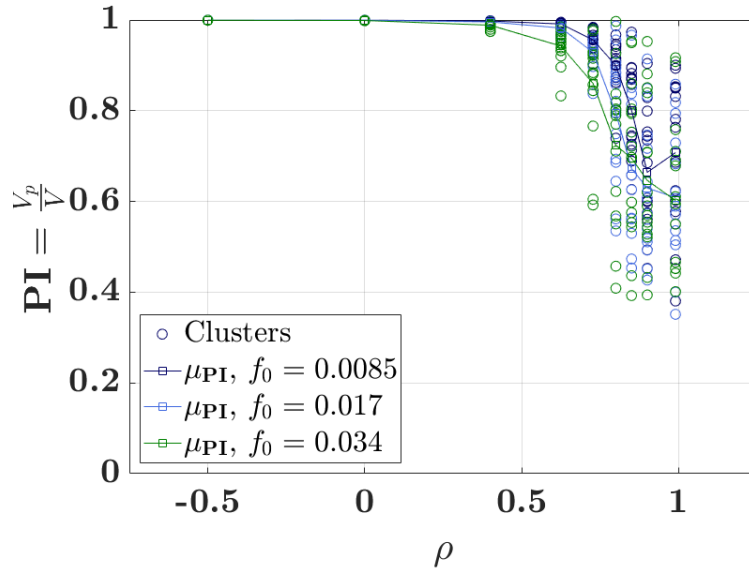 PI = V_p/V
1
0.8
0.6
0.4
0.2
0
Clusters
μ_PI, f_0 = 0.0085
μ_PI, f_0 = 0.017
μ_PI, f_0 = 0.034
-0.5 0 0.5 1
ρ